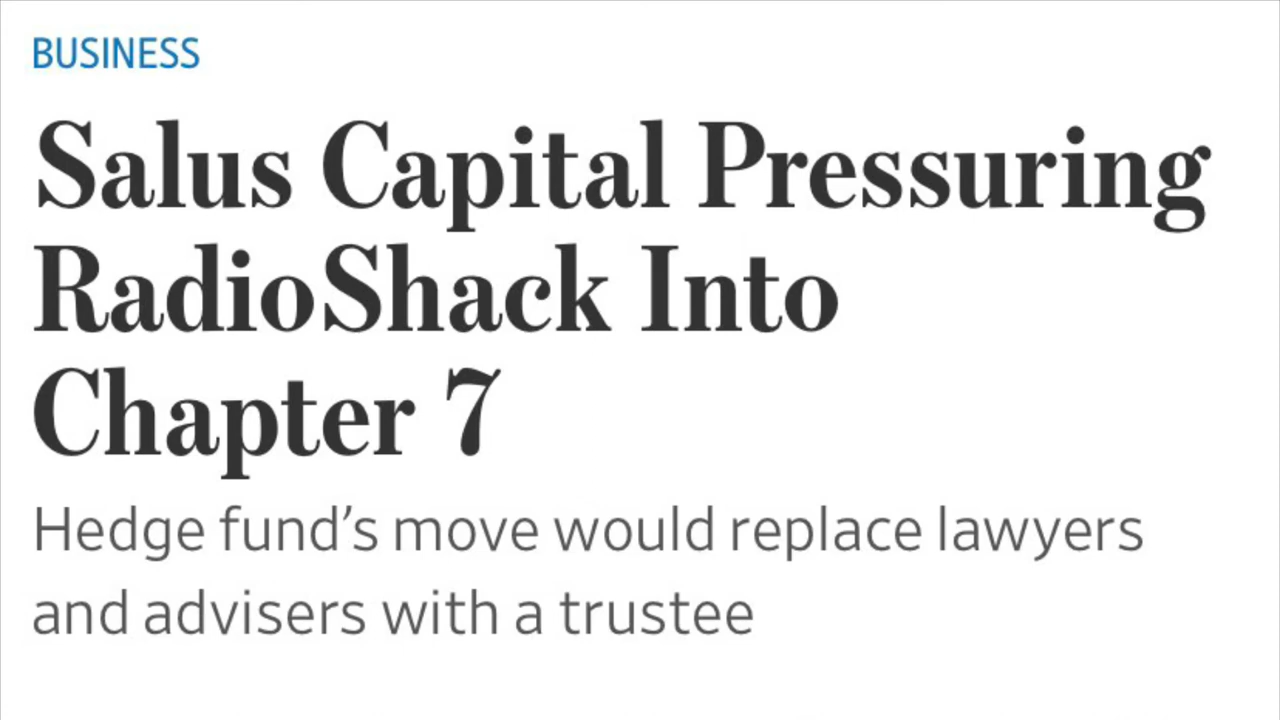 BUSINESS
Salus Capital Pressuring
RadioShack Into
Chapter 7
Hedge fund’s move would replace lawyers
and advisers with a trustee